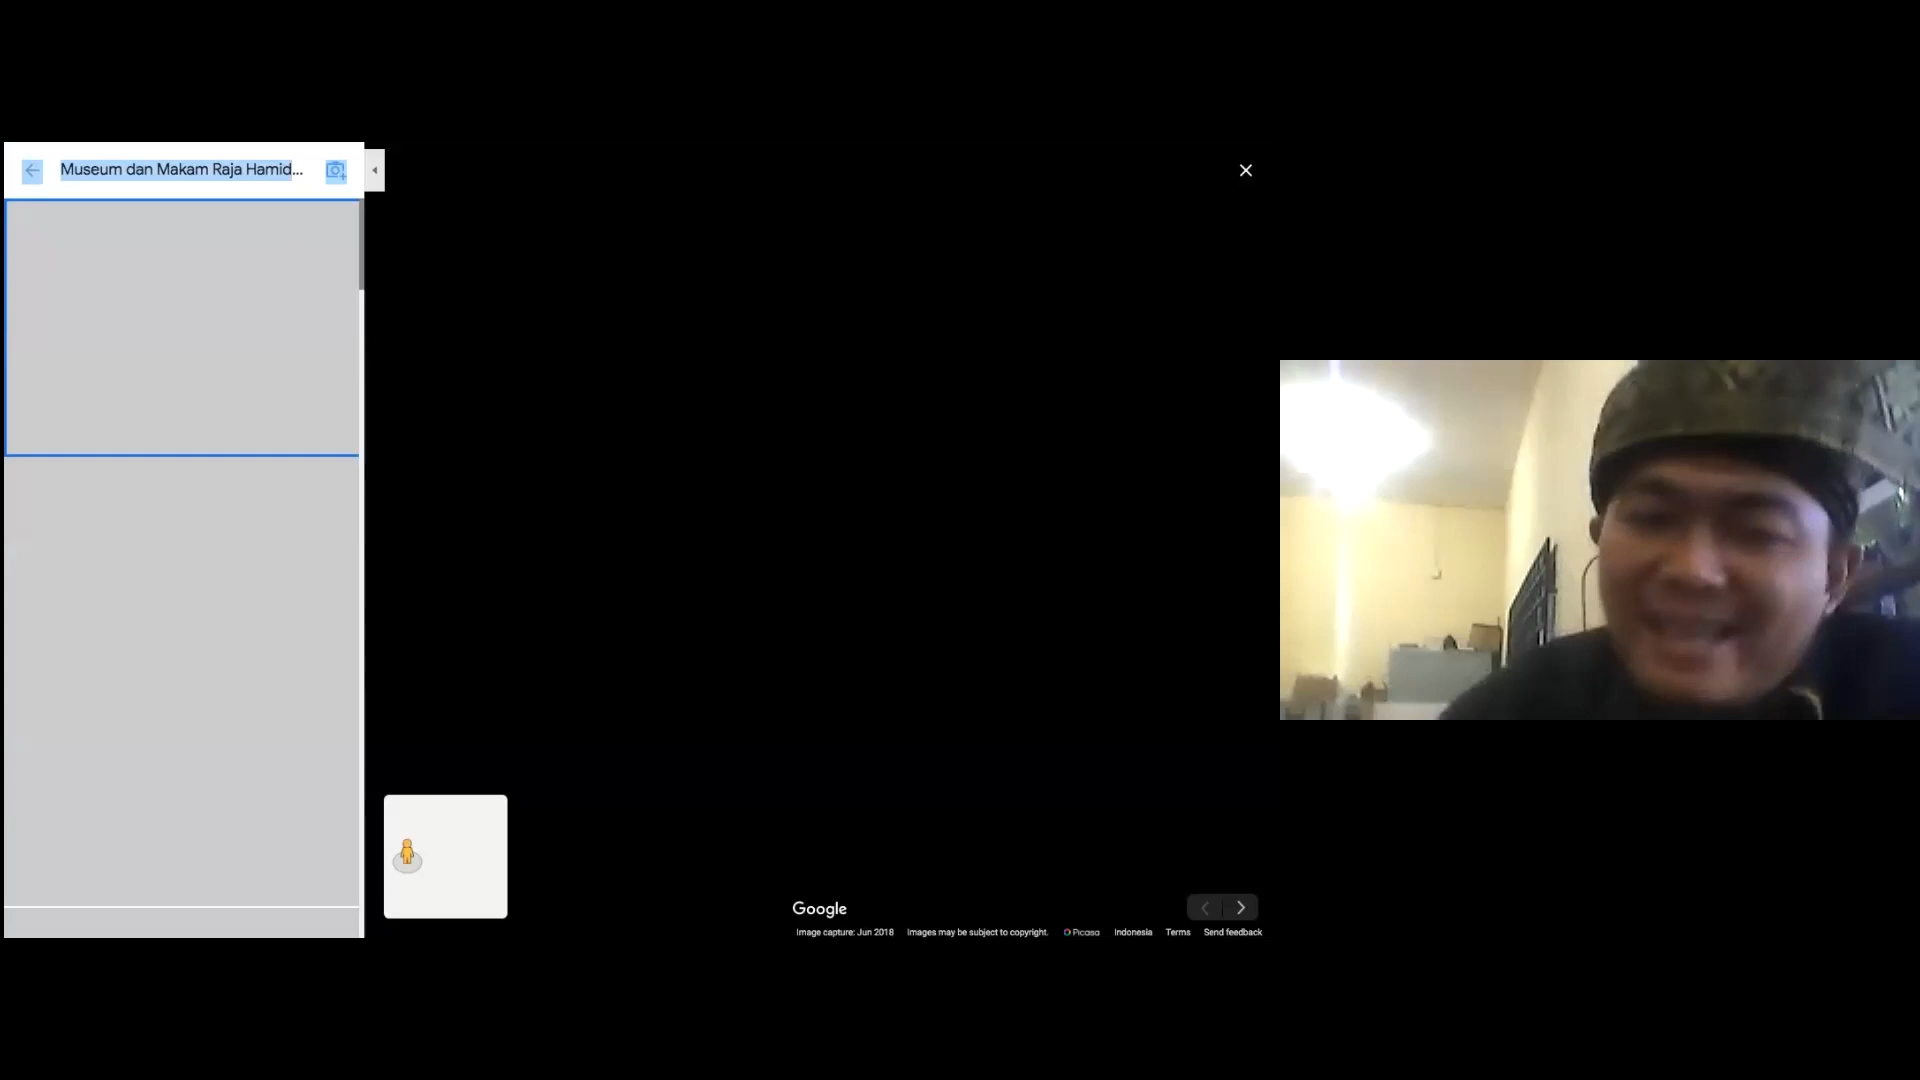 Museum dan Makam Raja Hamid...
Google
Image capture: Jun 2018 Images may be subject to copyright. Picasa Indonesia Terms Send feedback